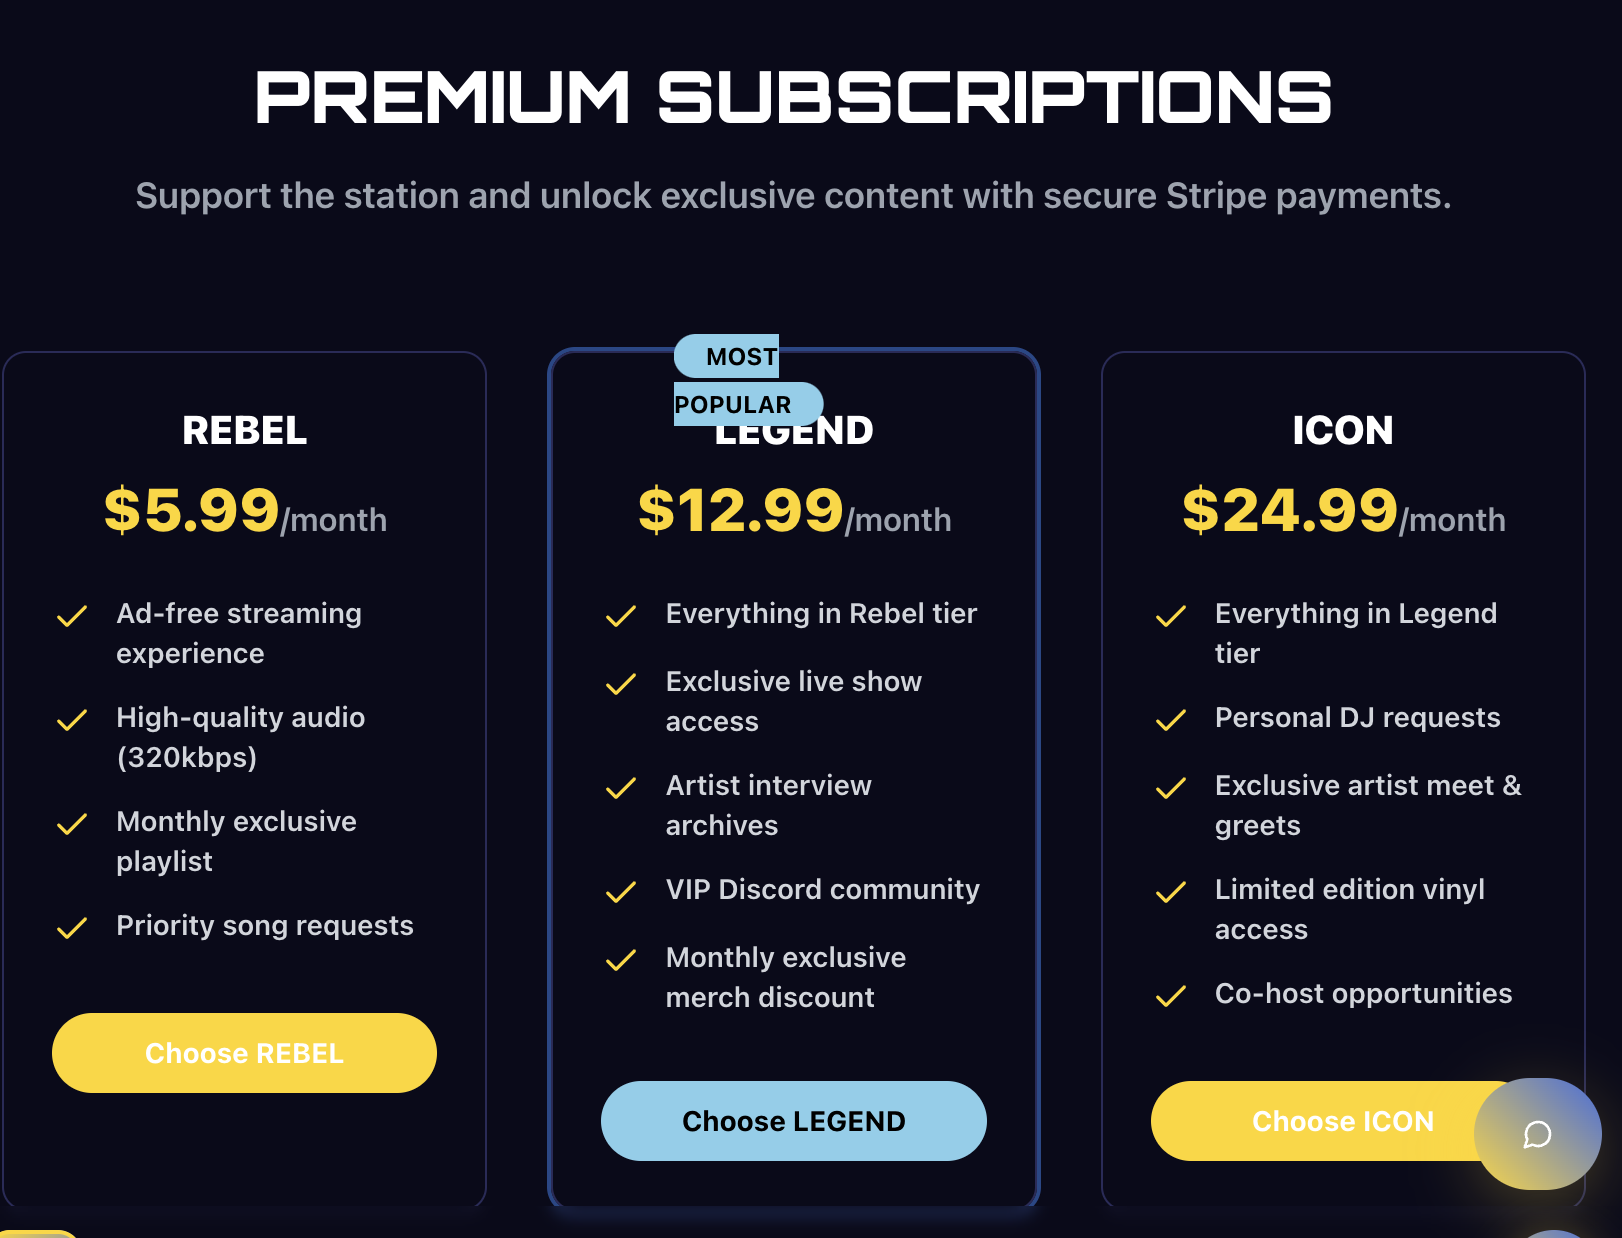 PREMIUM SUBSCRIPTIONS
Support the station and unlock exclusive content with secure Stripe payments.
REBEL
$5.99/month
Ad-free streaming
experience
High-quality audio
(320kbps)
Monthly exclusive
playlist
Priority song requests
Choose REBEL
MOST
POPULAR
LEGEND
$12.99/month
Everything in Rebel tier
Exclusive live show
access
Artist interview
archives
VIP Discord community
Monthly exclusive
merch discount
Choose LEGEND
ICON
$24.99/month
Everything in Legend
tier
Personal DJ requests
Exclusive artist meet &
greets
Limited edition vinyl
access
Co-host opportunities
Choose ICON